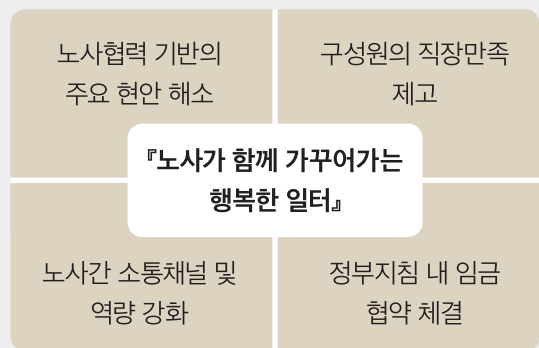 노사협력 기반의
주요 현안 해소
구성원의 직장만족
제고
『노사가 함께 가꾸어가는
행복한 일터』
노사간 소통채널 및
역량 강화
정부지침 내 임금
협약 체결